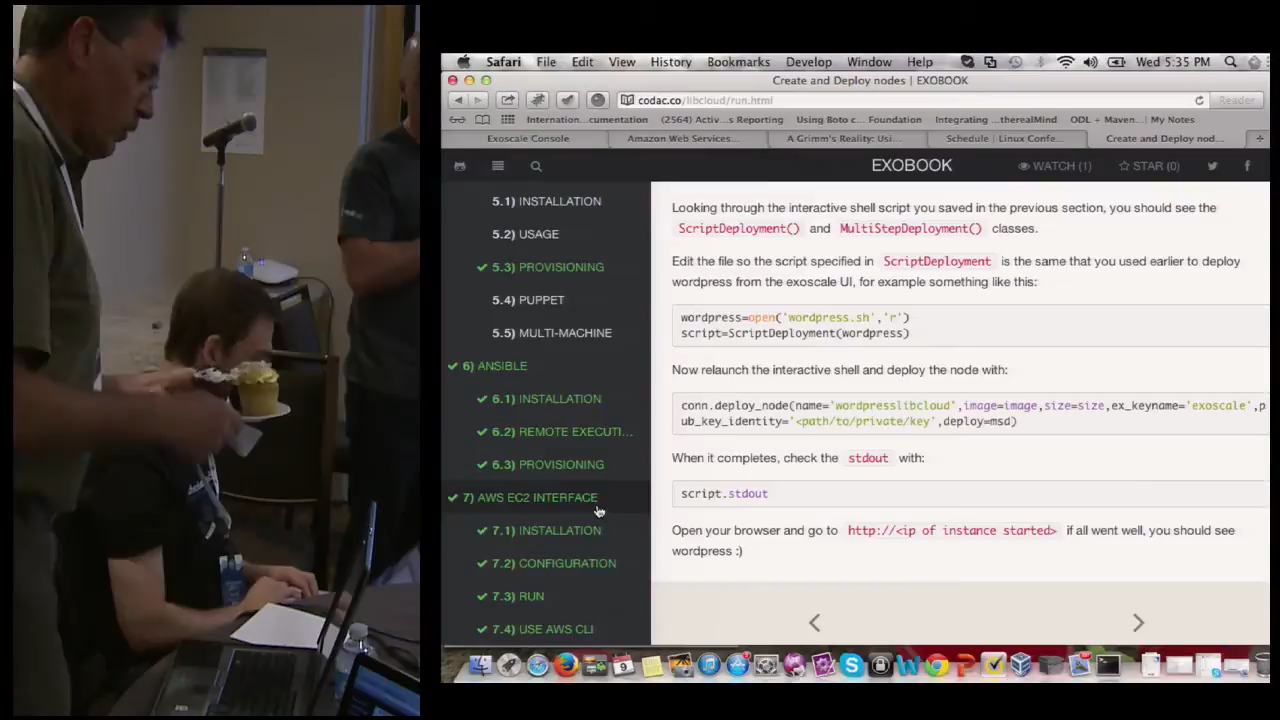 Safari File Edit View History Bookmarks Develop Window Help Wed 5:35 PM
Create and Deploy nodes | EXOBOOK
codac.co/libcloud/run.html
Reader
Internation...cumentation (2564) Activ...s Reporting Using Boto c... Foundation Integrating ...therealMind ODL + Maven... | My Notes
Exoscale Console Amazon Web Services... A Grimm's Reality: Usi... Schedule | Linux Confe... Create and Deploy nod...
EXOBOOK
WATCH (1) STAR (0)
5.1) INSTALLATION
5.2) USAGE
5.3) PROVISIONING
5.4) PUPPET
5.5) MULTI-MACHINE
6) ANSIBLE
6.1) INSTALLATION
6.2) REMOTE EXECUTI...
6.3) PROVISIONING
7) AWS EC2 INTERFACE
7.1) INSTALLATION
7.2) CONFIGURATION
7.3) RUN
7.4) USE AWS CLI
Looking through the interactive shell script you saved in the previous section, you should see the
ScriptDeployment() and MultiStepDeployment() classes.
Edit the file so the script specified in ScriptDeployment is the same that you used earlier to deploy
wordpress from the exoscale UI, for example something like this:
wordpress=open('wordpress.sh','r')
script=ScriptDeployment(wordpress)
Now relaunch the interactive shell and deploy the node with:
conn.deploy_node(name='wordpresslibcloud',image=image,size=size,ex_keyname='exoscale',p
ub_key_identity='<path/to/private/key',deploy=msd)
When it completes, check the stdout with:
script.stdout
Open your browser and go to http://<ip of instance started> if all went well, you should see
wordpress :)